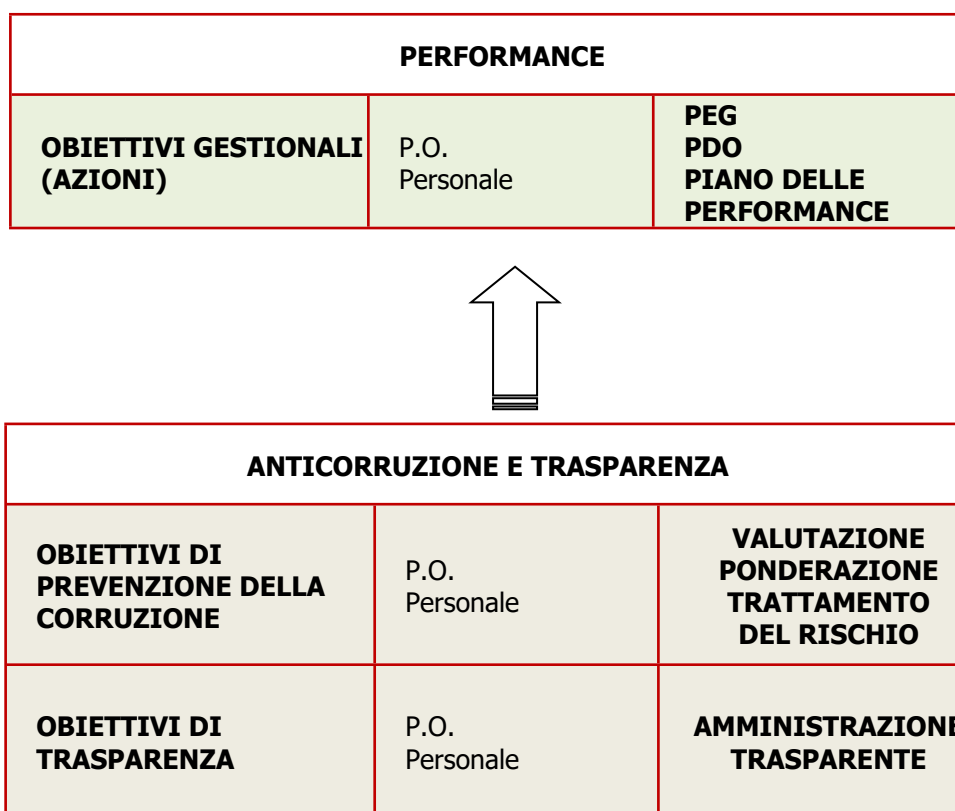 PERFORMANCE
OBIETTIVI GESTIONALI
(AZIONI)
P.O.
Personale
PEG
PDO
PIANO DELLE
PERFORMANCE
ANTICORRUZIONE E TRASPARENZA
OBIETTIVI DI
PREVENZIONE DELLA
CORRUZIONE
P.O.
Personale
VALUTAZIONE
PONDERAZIONE
TRATTAMENTO
DEL RISCHIO
OBIETTIVI DI
TRASPARENZA
P.O.
Personale
AMMINISTRAZIONE
TRASPARENTE